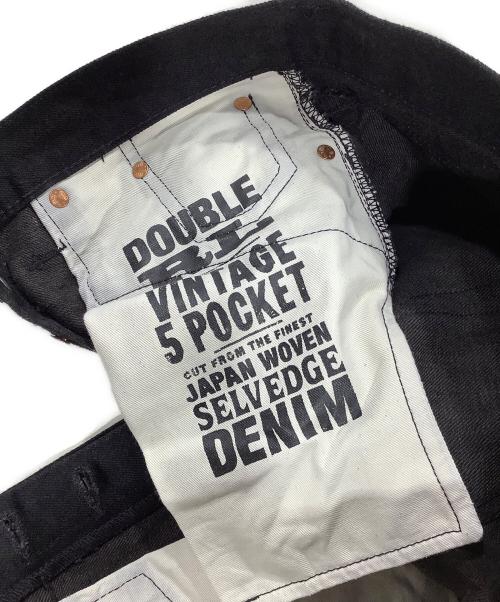 DOUBLE
RL
VINTAGE
5 POCKET
CUT FROM THE FINEST
JAPAN WOVEN
SELVEDGE
DENIM